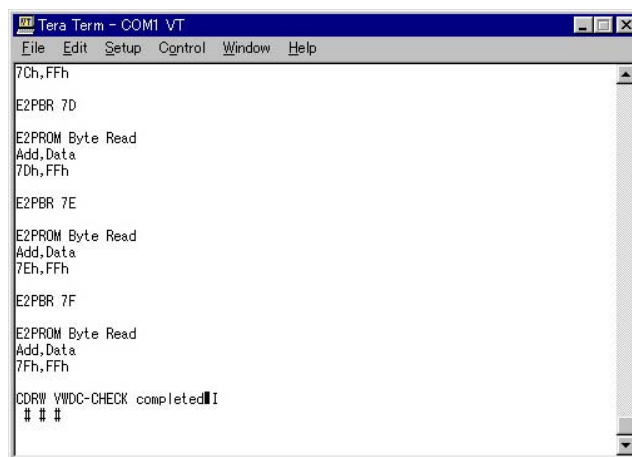 Tera Term - COM1 VT
File Edit Setup Control Window Help
7Ch,FFh
E2PBR 7D
E2PROM Byte Read
Add,Data
7Dh,FFh
E2PBR 7E
E2PROM Byte Read
Add,Data
7Eh,FFh
E2PBR 7F
E2PROM Byte Read
Add,Data
7Fh,FFh
CDRW VWDC-CHECK completed
# # #